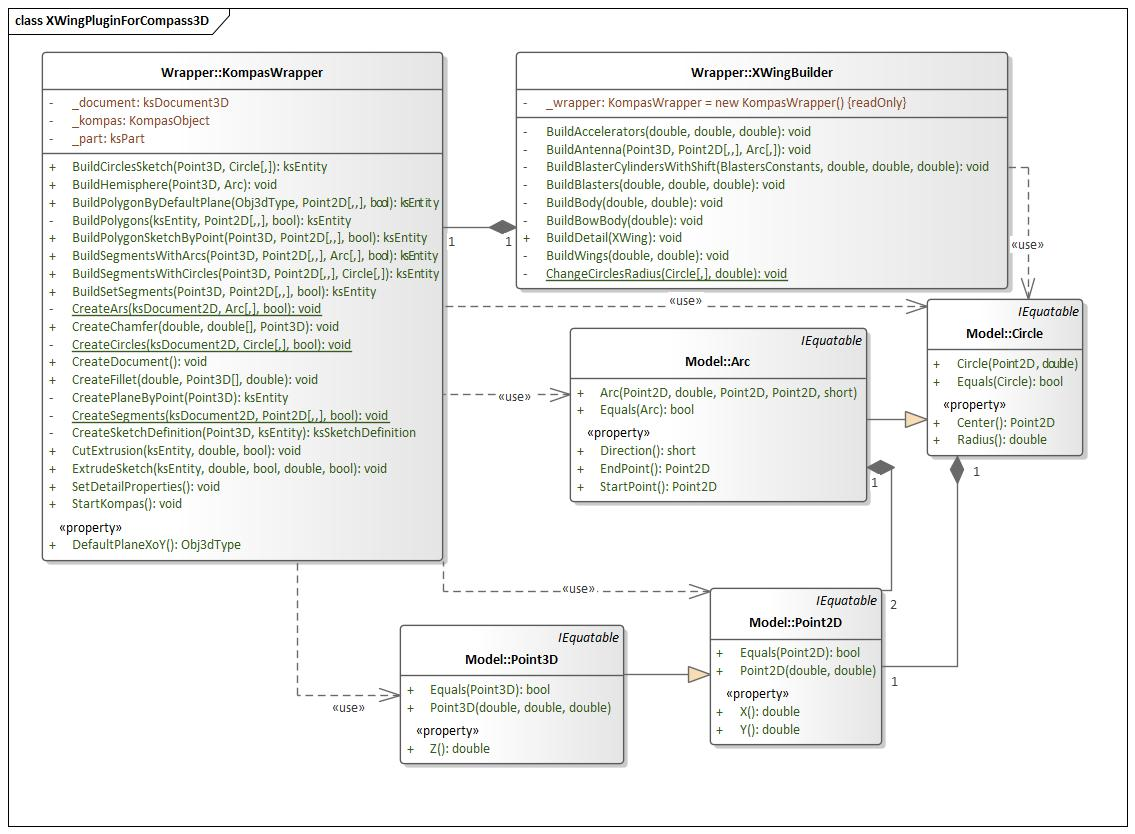 class XWingPluginForCompass3D
Wrapper::KompasWrapper
- _document: ksDocument3D
- _kompas: KompasObject
- _part: ksPart
+ BuildCirclesSketch(Point3D, Circle[,]): ksEntity
+ BuildHemisphere(Point3D, Arc): void
+ BuildPolygonByDefaultPlane(Obj3dType, Point2D[,,], bool): ksEntity
- BuildPolygons(ksEntity, Point2D[,,], bool): ksEntity
+ BuildPolygonSketchByPoint(Point3D, Point2D[,,], bool): ksEntity
+ BuildSegmentsWithArcs(Point3D, Point2D[,,], Arc[,], bool): ksEntity
+ BuildSegmentsWithCircles(Point3D, Point2D[,,], Circle[,]): ksEntity
+ BuildSetSegments(Point3D, Point2D[,,], bool): ksEntity
- CreateArs(ksDocument2D, Arc[,], bool): void
+ CreateChamfer(double, double[], Point3D): void
- CreateCircles(ksDocument2D, Circle[,], bool): void
+ CreateDocument(): void
+ CreateFillet(double, Point3D[], double): void
- CreatePlaneByPoint(Point3D): ksEntity
- CreateSegments(ksDocument2D, Point2D[,,], bool): void
- CreateSketchDefinition(Point3D, ksEntity): ksSketchDefinition
+ CutExtrusion(ksEntity, double, bool): void
+ ExtrudeSketch(ksEntity, double, bool, double, bool): void
+ SetDetailProperties(): void
+ StartKompas(): void
«property»
+ DefaultPlaneXoY(): Obj3dType
1
1
Wrapper::XWingBuilder
- _wrapper: KompasWrapper = new KompasWrapper() {readOnly}
- BuildAccelerators(double, double, double): void
- BuildAntenna(Point3D, Point2D[,,], Arc[,]): void
- BuildBlasterCylindersWithShift(BlastersConstants, double, double, double): void
- BuildBlasters(double, double, double): void
- BuildBody(double, double): void
- BuildBowBody(double): void
+ BuildDetail(XWing): void
- BuildWings(double, double): void
- ChangeCirclesRadius(Circle[,], double): void
«use»
«use»
IEquatable
Model::Circle
+ Circle(Point2D, double)
+ Equals(Circle): bool
«property»
+ Center(): Point2D
+ Radius(): double
1
IEquatable
Model::Arc
+ Arc(Point2D, double, Point2D, Point2D, short)
+ Equals(Arc): bool
«property»
+ Direction(): short
+ EndPoint(): Point2D
+ StartPoint(): Point2D
1
«use»
«use»
IEquatable
Model::Point2D
+ Equals(Point2D): bool
+ Point2D(double, double)
«property»
+ X(): double
+ Y(): double
2
1
IEquatable
Model::Point3D
+ Equals(Point3D): bool
+ Point3D(double, double, double)
«property»
+ Z(): double
«use»